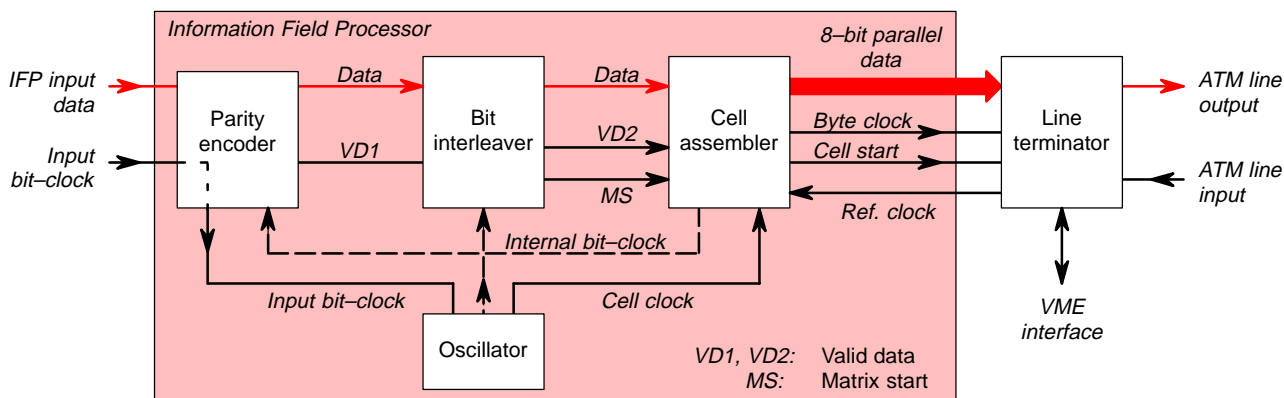 Information Field Processor
8–bit parallel
data
IFP input
data
Data
Data
ATM line
output
Parity
encoder
Bit
interleaver
Cell
assembler
Line
terminator
Byte clock
VD2
Input
bit–clock
VD1
Cell start
ATM line
input
MS
Ref. clock
Internal bit–clock
Input bit–clock
Cell clock
VME
interface
Oscillator
VD1, VD2: Valid data
MS: Matrix start